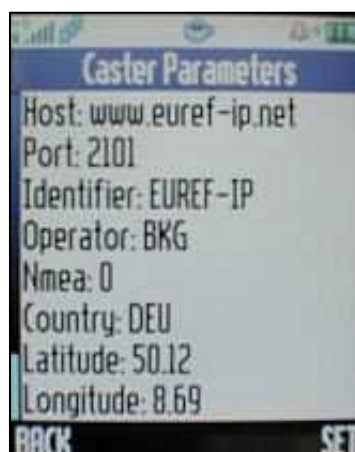 Caster Parameters
Host: www.euref-ip.net
Port: 2101
Identifier: EUREF-IP
Operator: BKG
Nmea: 0
Country: DEU
Latitude: 50.12
Longitude: 8.69
BACK SET